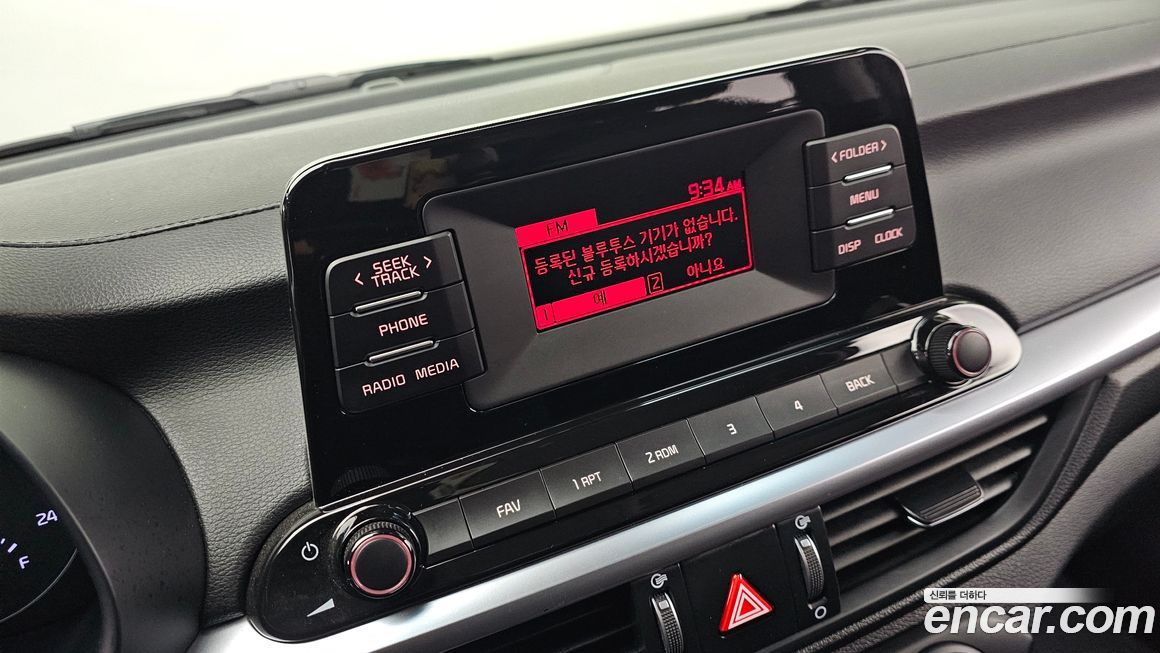 9:34 AM
FM
등록된 블루투스 기기가 없습니다.
신규 등록하시겠습니까?
1 예 2 아니요
< SEEK >
TRACK
PHONE
RADIO MEDIA
< FOLDER >
MENU
DISP CLOCK
FAV 1 RPT 2 RDM 3 4 BACK
24
F
신뢰를 더하다
encar.com